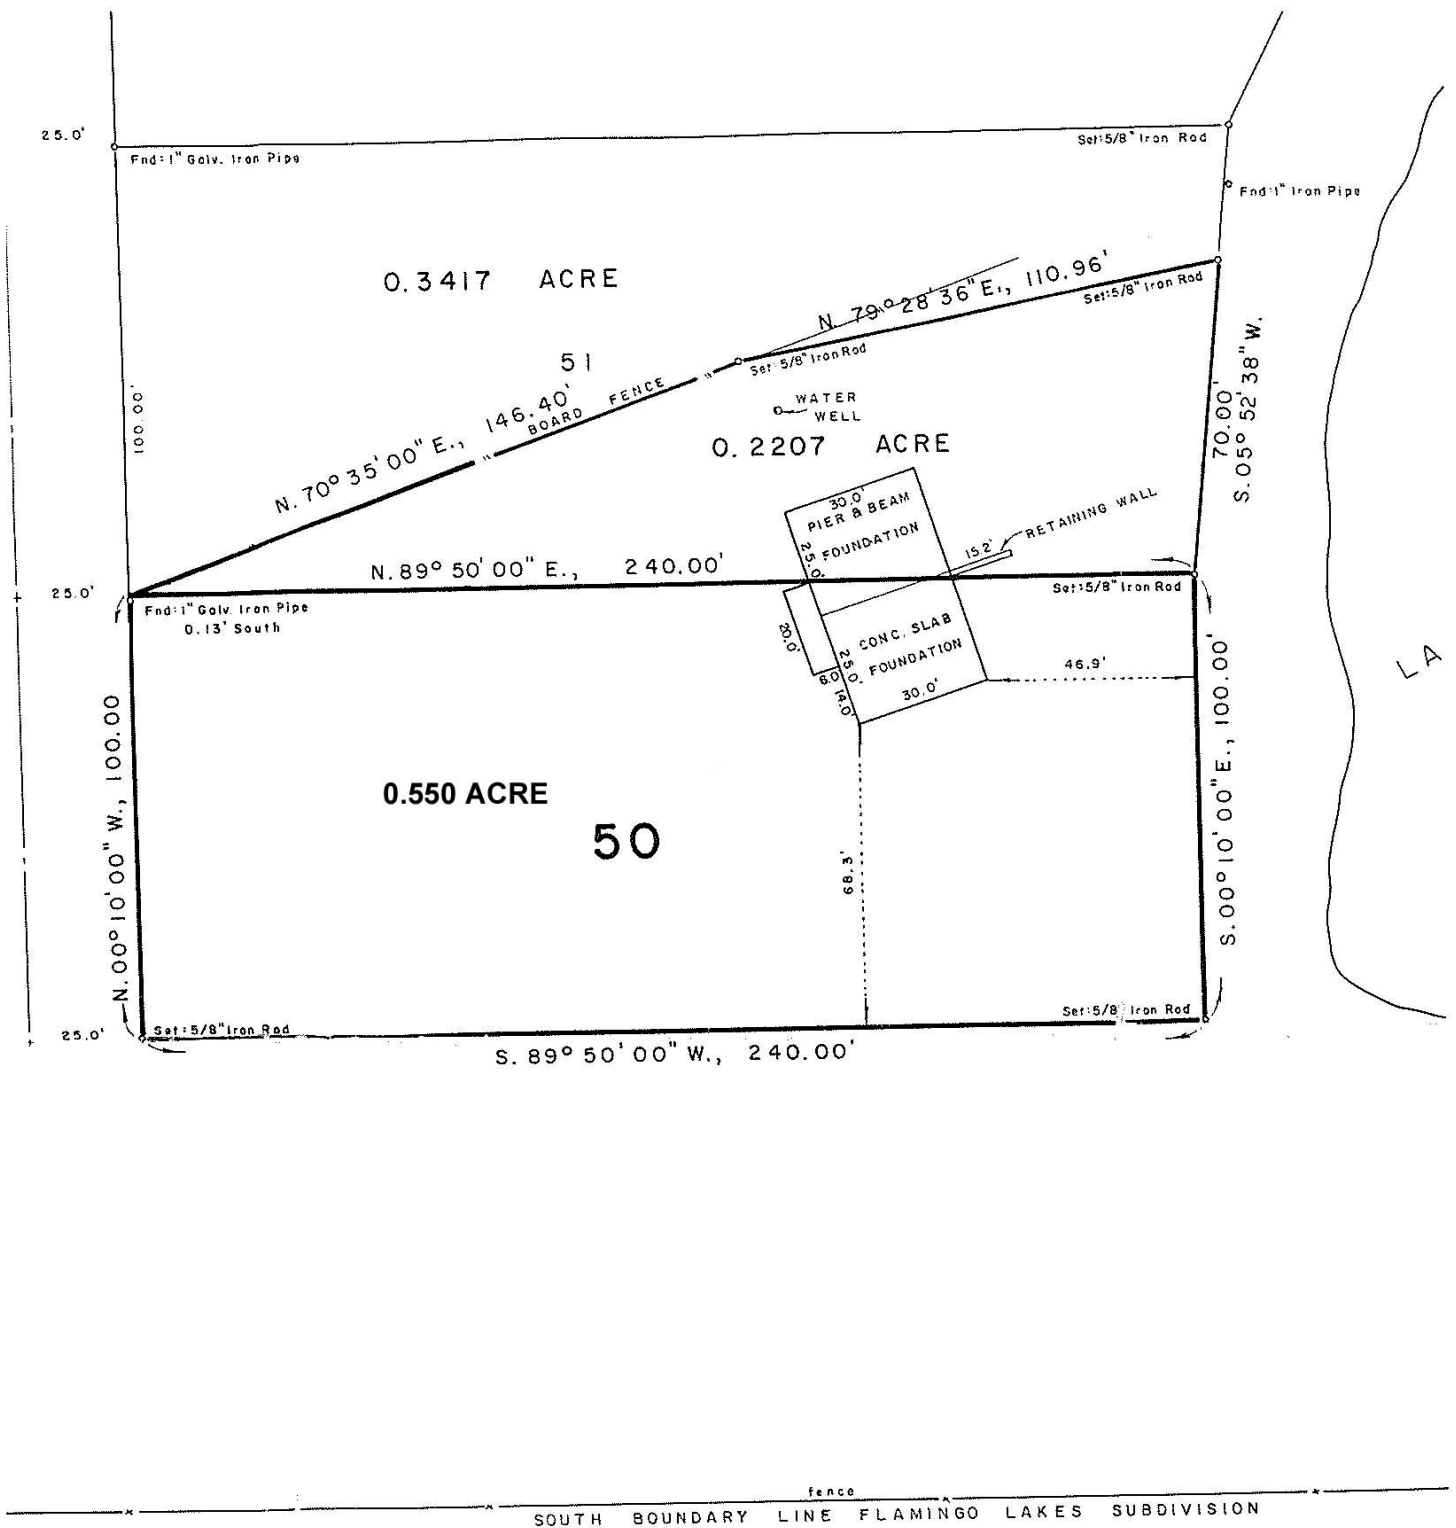 25.0'
Fnd: 1" Galv. Iron Pipe
Set: 5/8" Iron Rod
Fnd: 1" Iron Pipe
0.3417 ACRE
51
N. 79° 28' 36" E., 110.96'
Set: 5/8" Iron Rod
Set: 5/8" Iron Rod
100.00'
N. 70° 35' 00" E., 146.40'
BOARD FENCE
WATER
WELL
0.2207 ACRE
70.00'
S. 05° 52' 38" W.
30.0'
PIER & BEAM
FOUNDATION
25.0'
15.2'
RETAINING WALL
N. 89° 50' 00" E., 240.00'
25.0'
Fnd: 1" Galv. Iron Pipe
0.13' South
Set: 5/8" Iron Rod
20.0'
CONC. SLAB
FOUNDATION
25.0'
6.0'
14.0'
30.0'
46.9'
LA
N. 00° 10' 00" W., 100.00
S. 00° 10' 00" E., 100.00'
0.550 ACRE
50
68.3'
25.0'
Set: 5/8" Iron Rod
Set: 5/8" Iron Rod
S. 89° 50' 00" W., 240.00'
fence
SOUTH BOUNDARY LINE FLAMINGO LAKES SUBDIVISION